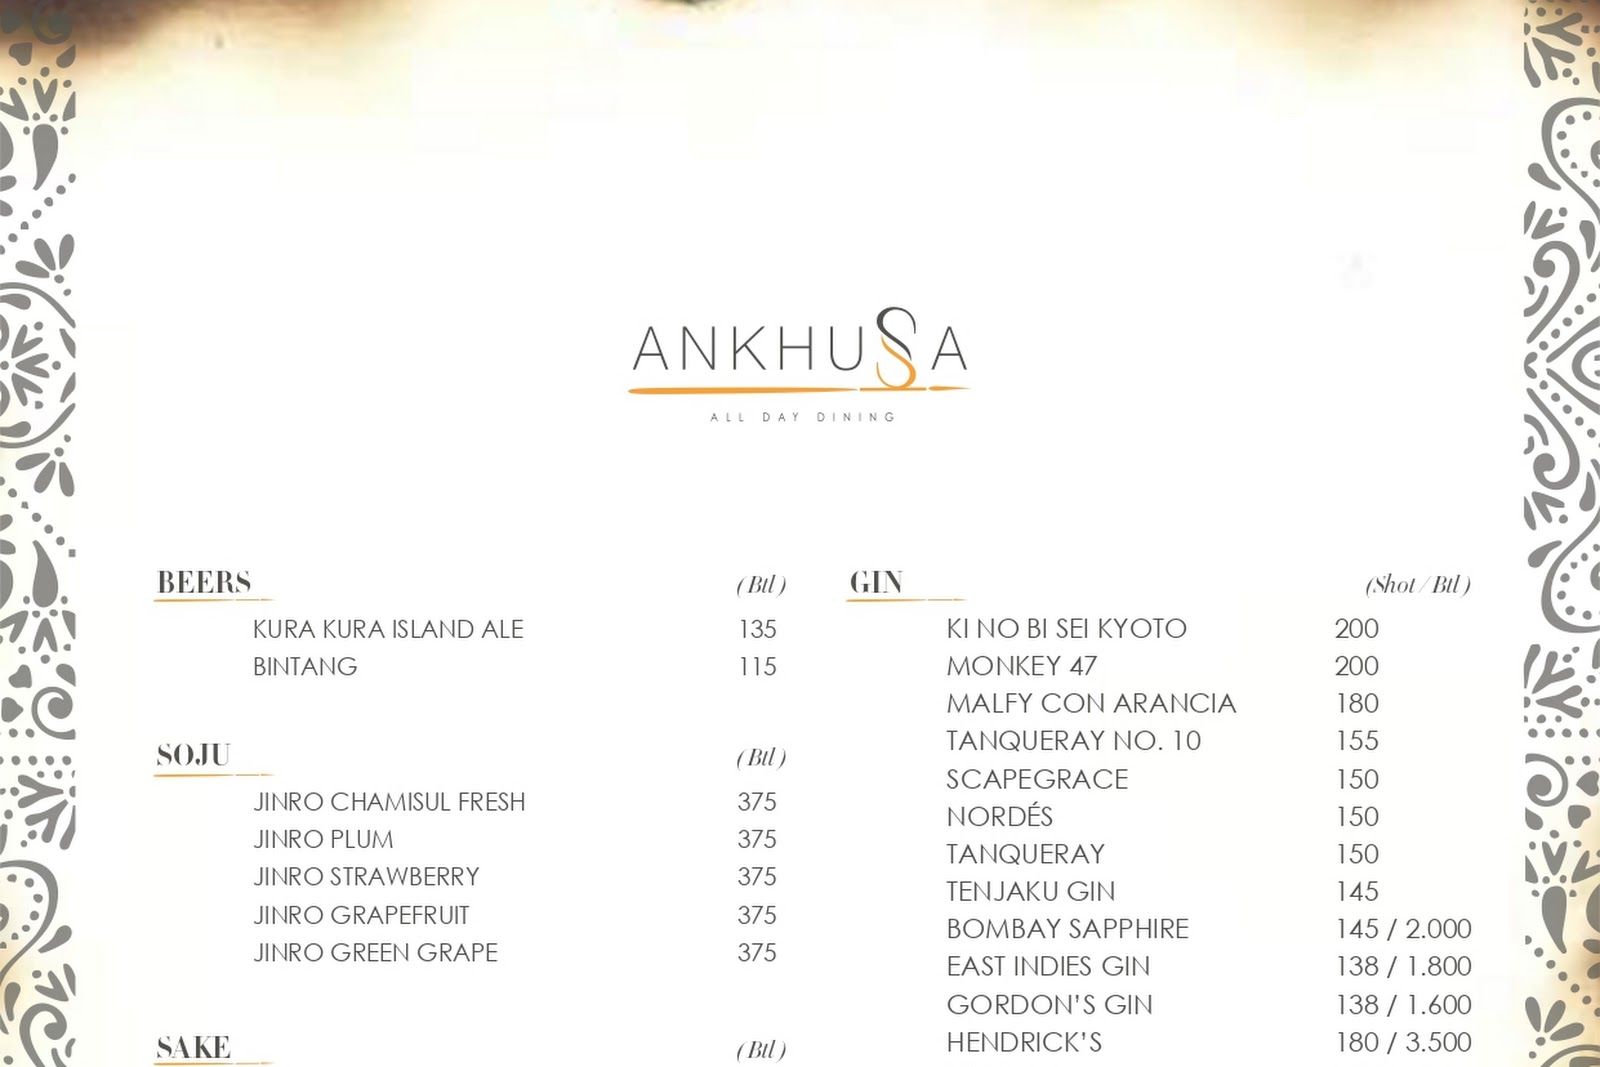 ANKHUSA
ALL DAY DINING
BEERS (Btl)
KURA KURA ISLAND ALE 135
BINTANG 115
SOJU (Btl)
JINRO CHAMISUL FRESH 375
JINRO PLUM 375
JINRO STRAWBERRY 375
JINRO GRAPEFRUIT 375
JINRO GREEN GRAPE 375
SAKE (Btl)
GIN (Shot / Btl)
KI NO BI SEI KYOTO 200
MONKEY 47 200
MALFY CON ARANCIA 180
TANQUERAY NO. 10 155
SCAPEGRACE 150
NORDÉS 150
TANQUERAY 150
TENJAKU GIN 145
BOMBAY SAPPHIRE 145 / 2.000
EAST INDIES GIN 138 / 1.800
GORDON'S GIN 138 / 1.600
HENDRICK'S 180 / 3.500